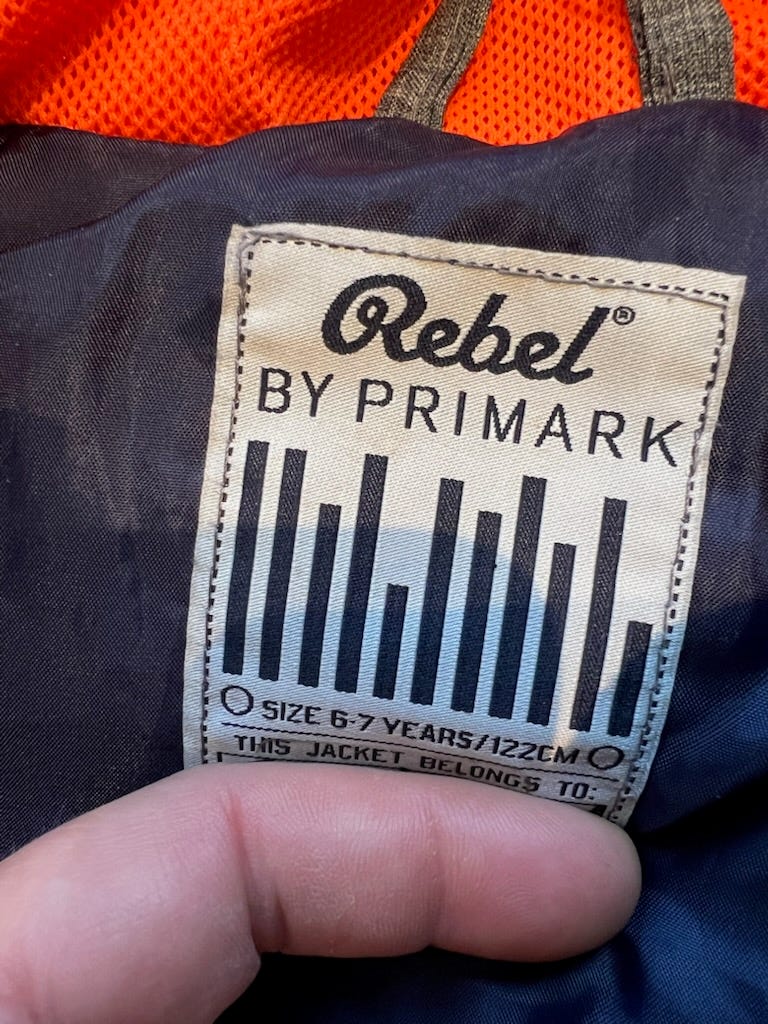 Rebel®
BY PRIMARK
SIZE 6-7 YEARS/122CM
THIS JACKET BELONGS TO: